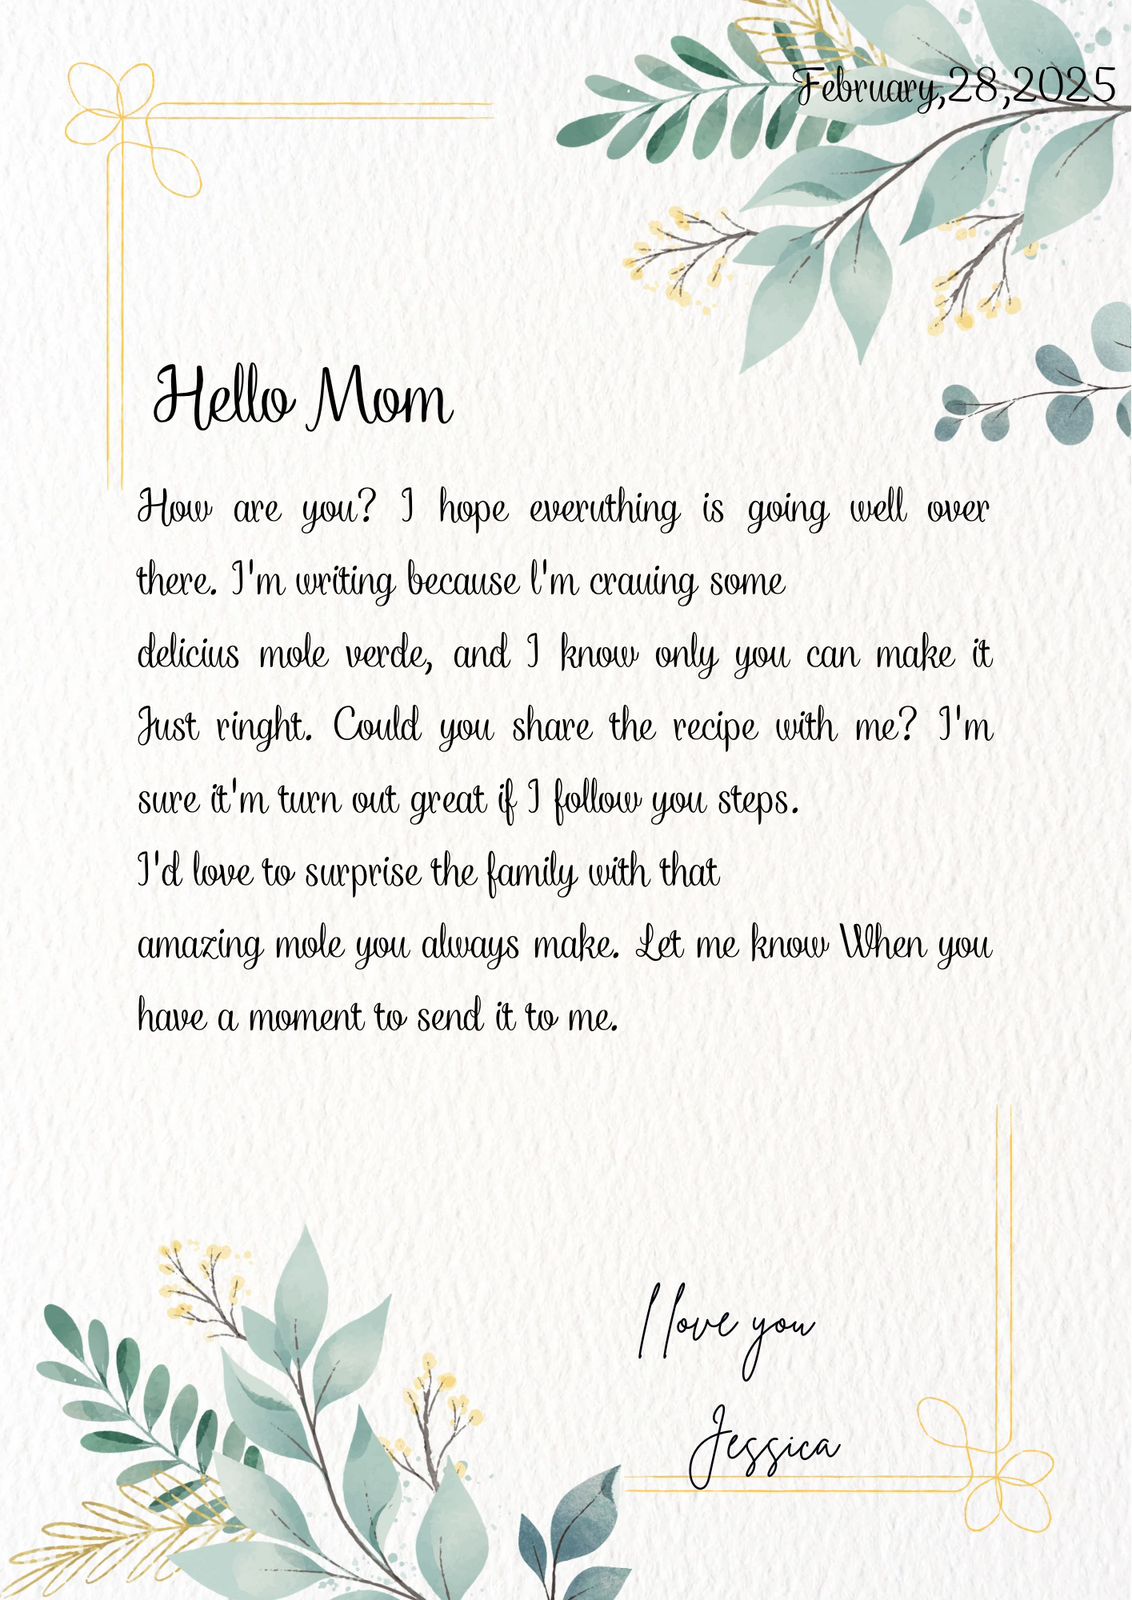 February,28,2025
Hello Mom
How are you? I hope everuthing is going well over
there. I'm writing because l'm crauing some
delicius mole verde, and I know only you can make it
Just ringht. Could you share the recipe with me? I'm
sure it'm turn out great if I follow you steps.
I'd love to surprise the family with that
amazing mole you always make. Let me know When you
have a moment to send it to me.
I love you
Jessica